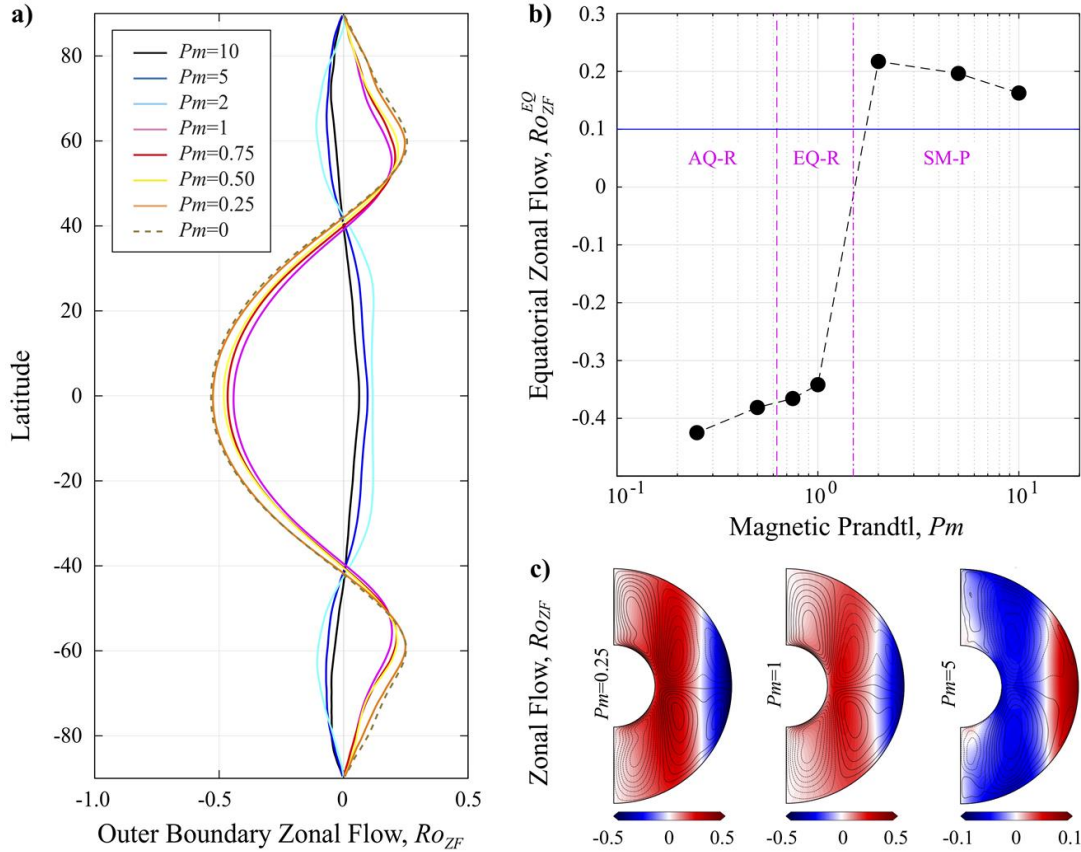 a)
80
60
40
20
0
-20
-40
-60
-80
Latitude
Pm=10
Pm=5
Pm=2
Pm=1
Pm=0.75
Pm=0.50
Pm=0.25
Pm=0
-1.0 -0.5 0 0.5
Outer Boundary Zonal Flow, Ro_ZF
b)
0.3
0.2
0.1
0
-0.1
-0.2
-0.3
-0.4
Equatorial Zonal Flow, Ro_ZF^EQ
AQ-R EQ-R SM-P
10^-1 10^0 10^1
Magnetic Prandtl, Pm
c)
Zonal Flow, Ro_ZF
Pm=0.25
Pm=1
Pm=5
-0.5 0 0.5
-0.5 0 0.5
-0.1 0 0.1